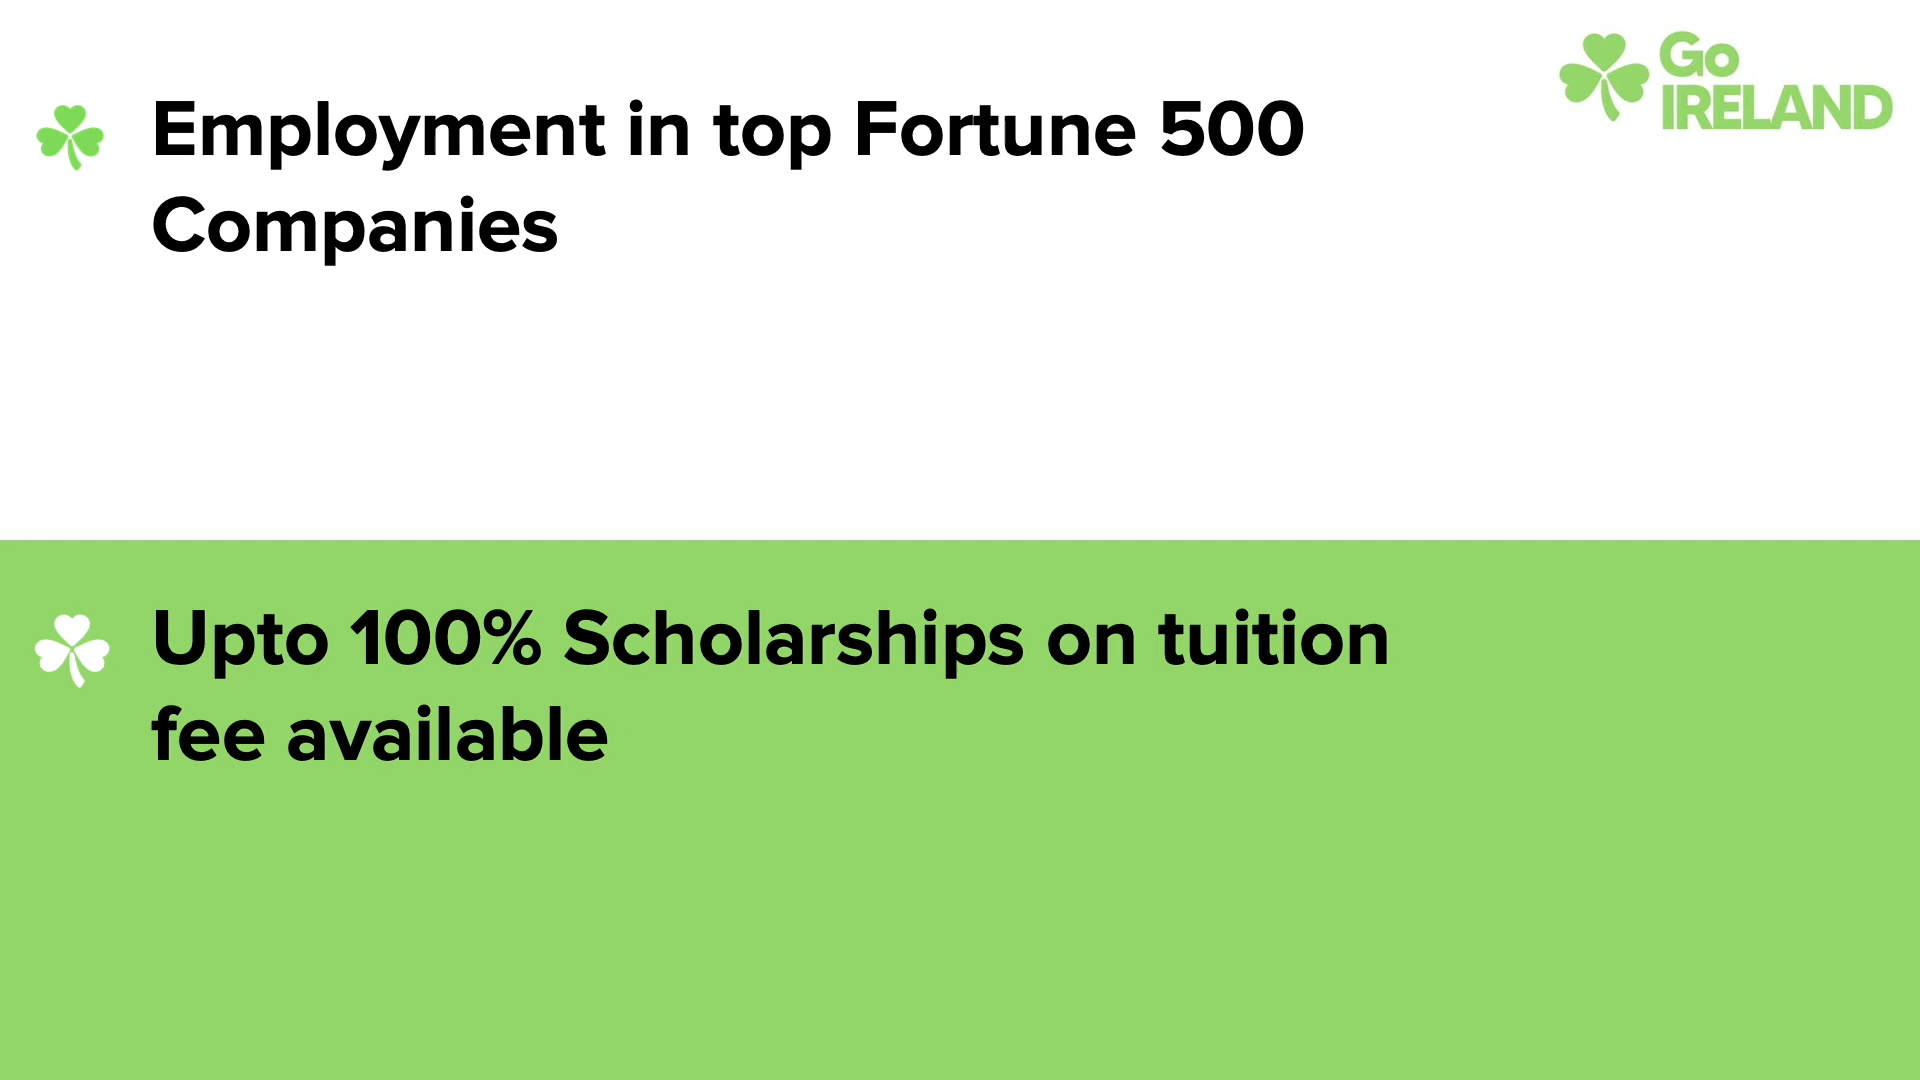 Go
IRELAND
Employment in top Fortune 500
Companies
Upto 100% Scholarships on tuition
fee available